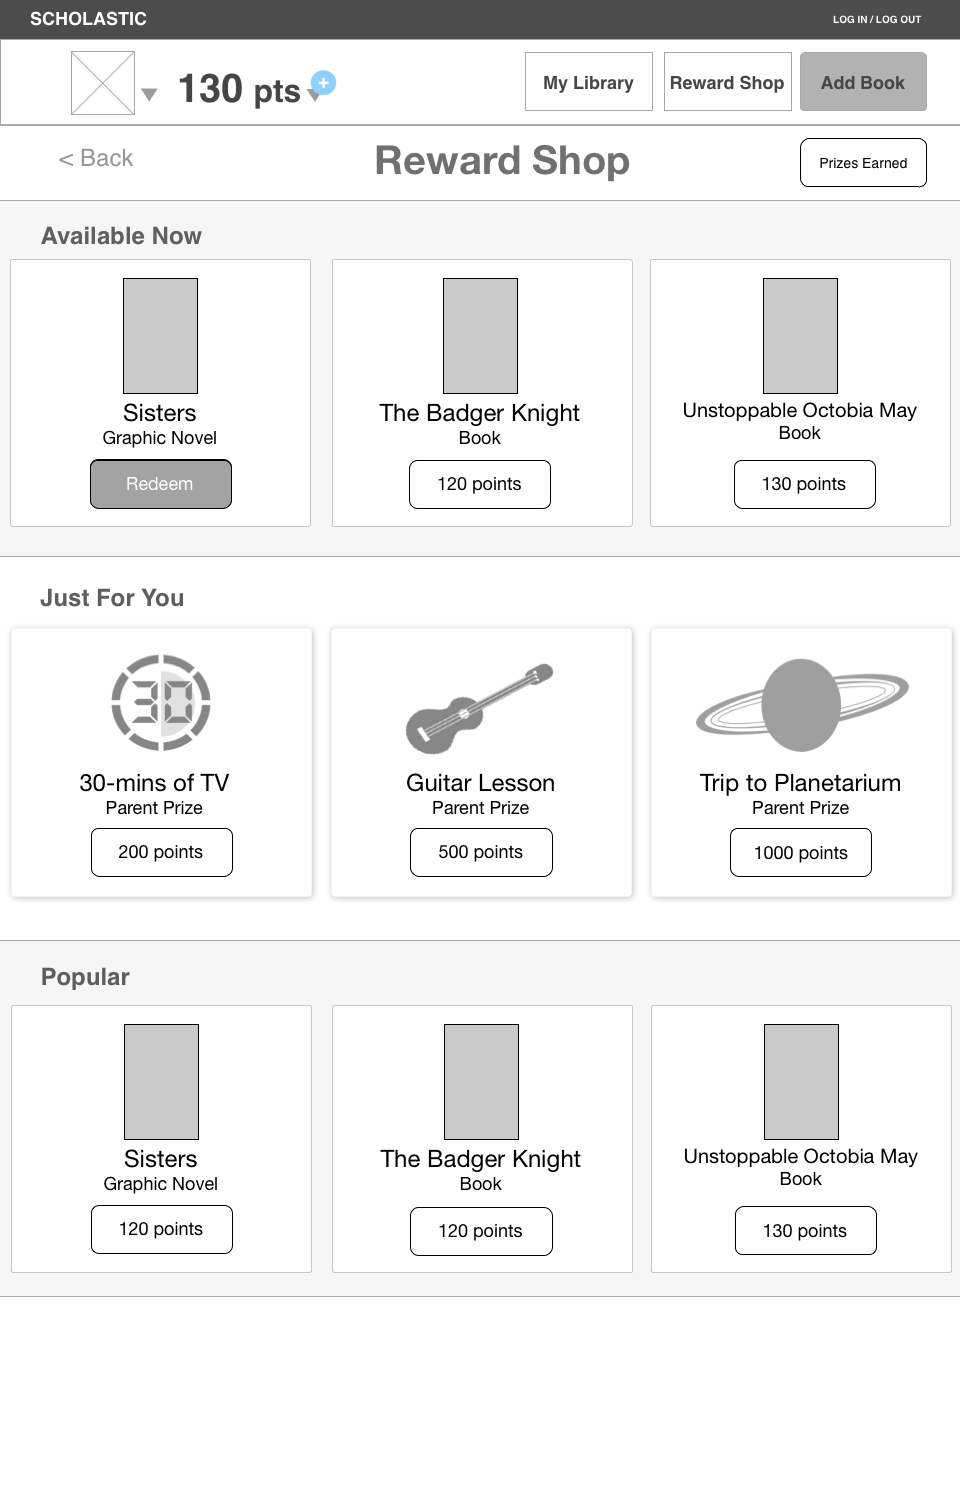 SCHOLASTIC
LOG IN / LOG OUT
130 pts
+
My Library
Reward Shop
Add Book
< Back
Reward Shop
Prizes Earned
Available Now
Sisters
Graphic Novel
Redeem
The Badger Knight
Book
120 points
Unstoppable Octobia May
Book
130 points
Just For You
30
30-mins of TV
Parent Prize
200 points
Guitar Lesson
Parent Prize
500 points
Trip to Planetarium
Parent Prize
1000 points
Popular
Sisters
Graphic Novel
120 points
The Badger Knight
Book
120 points
Unstoppable Octobia May
Book
130 points